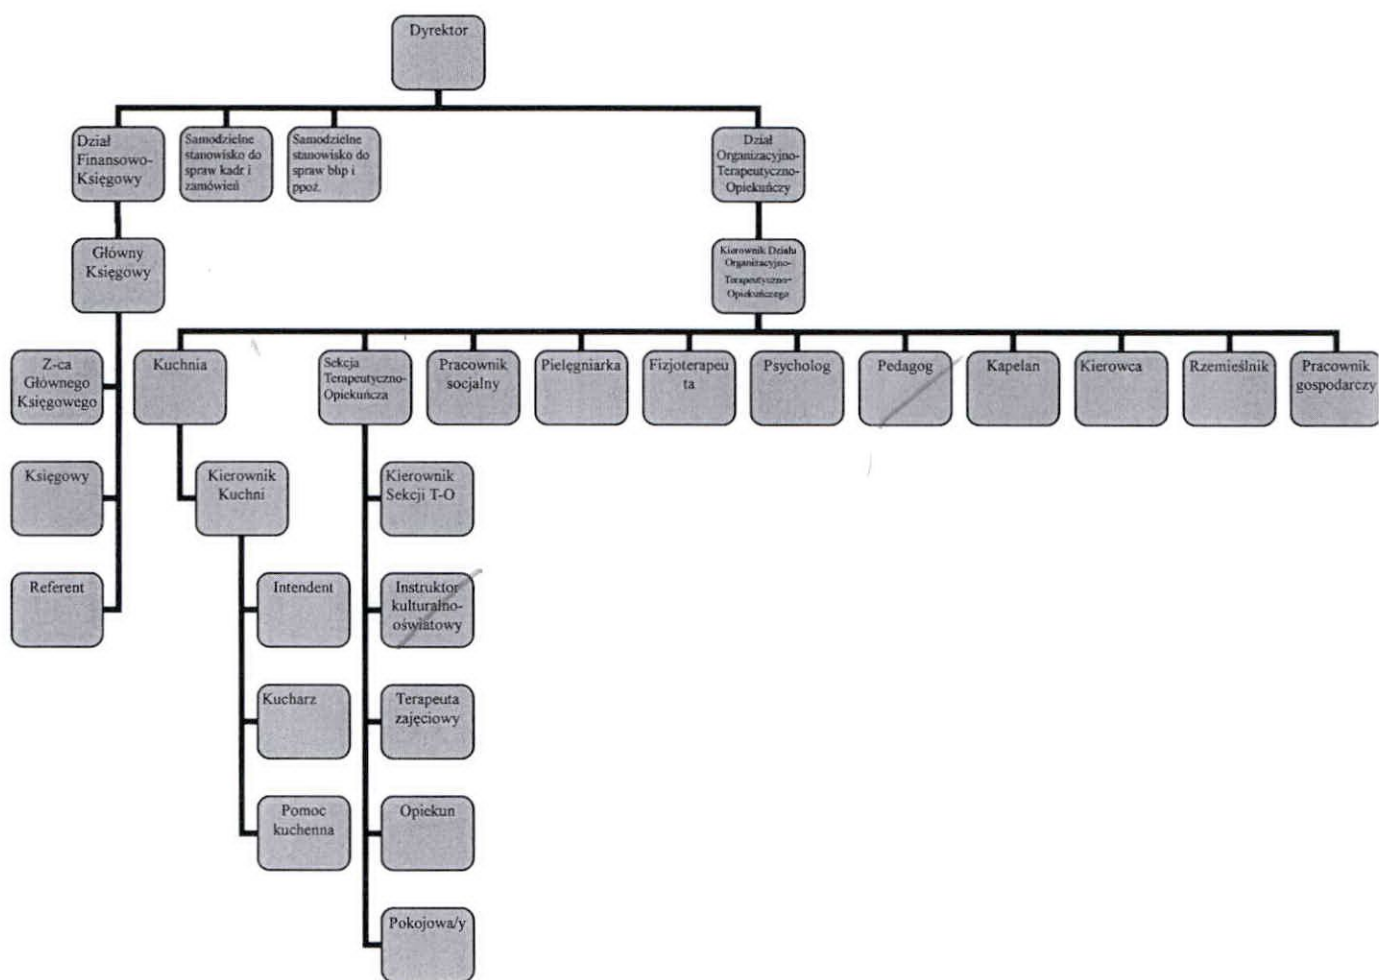 Dyrektor
Dział
Finansowo-
Księgowy
Samodzielne
stanowisko do
spraw kadr i
zamówień
Samodzielne
stanowisko do
spraw bhp i
ppoż.
Dział
Organizacyjno-
Terapeutyczno-
Opiekuńczy
Główny
Księgowy
Kierownik Działu
Organizacyjno-
Terapeutyczno-
Opiekuńczego
Z-ca
Głównego
Księgowego
Kuchnia
Sekcja
Terapeutyczno-
Opiekuńcza
Pracownik
socjalny
Pielęgniarka
Fizjoterapeu
ta
Psycholog
Pedagog
Kapelan
Kierowca
Rzemieślnik
Pracownik
gospodarczy
Księgowy
Kierownik
Kuchni
Kierownik
Sekcji T-O
Referent
Intendent
Instruktor
kulturalno-
oświatowy
Kucharz
Terapeuta
zajęciowy
Pomoc
kuchenna
Opiekun
Pokojowa/y